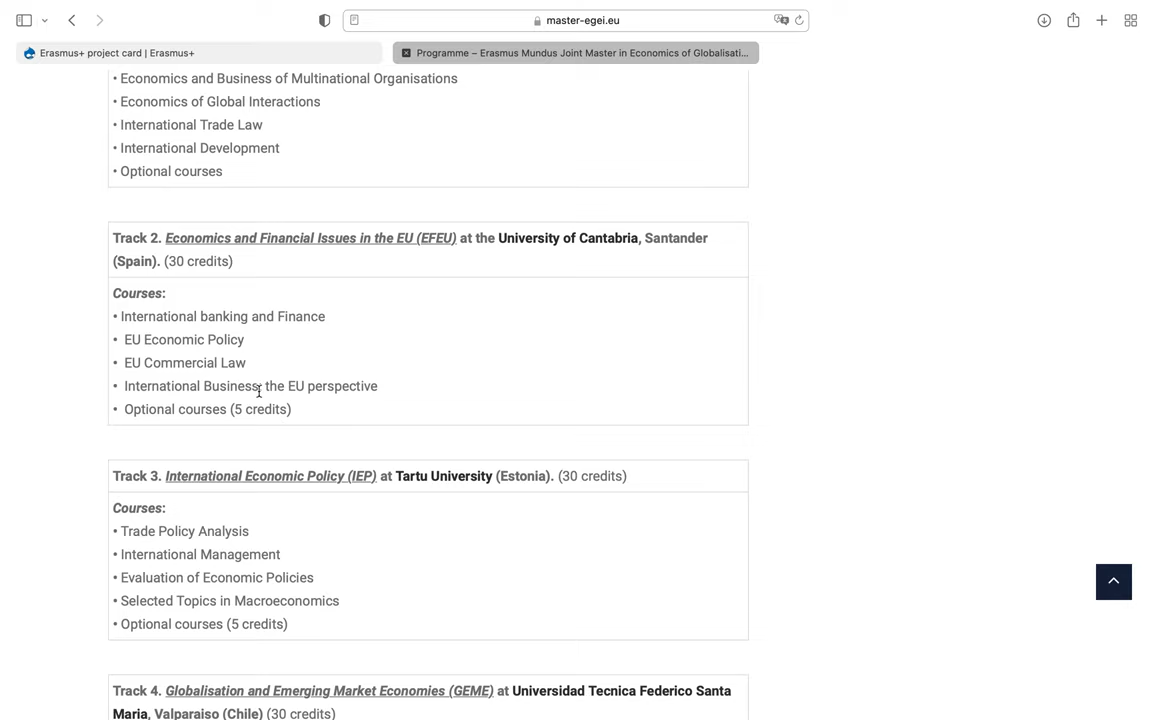 master-egei.eu
Erasmus+ project card | Erasmus+
Programme – Erasmus Mundus Joint Master in Economics of Globalisati...
• Economics and Business of Multinational Organisations
• Economics of Global Interactions
• International Trade Law
• International Development
• Optional courses
Track 2. Economics and Financial Issues in the EU (EFEU) at the University of Cantabria, Santander
(Spain). (30 credits)
Courses:
• International banking and Finance
• EU Economic Policy
• EU Commercial Law
• International Business: the EU perspective
• Optional courses (5 credits)
Track 3. International Economic Policy (IEP) at Tartu University (Estonia). (30 credits)
Courses:
• Trade Policy Analysis
• International Management
• Evaluation of Economic Policies
• Selected Topics in Macroeconomics
• Optional courses (5 credits)
Track 4. Globalisation and Emerging Market Economies (GEME) at Universidad Tecnica Federico Santa
Maria, Valparaiso (Chile) (30 credits)